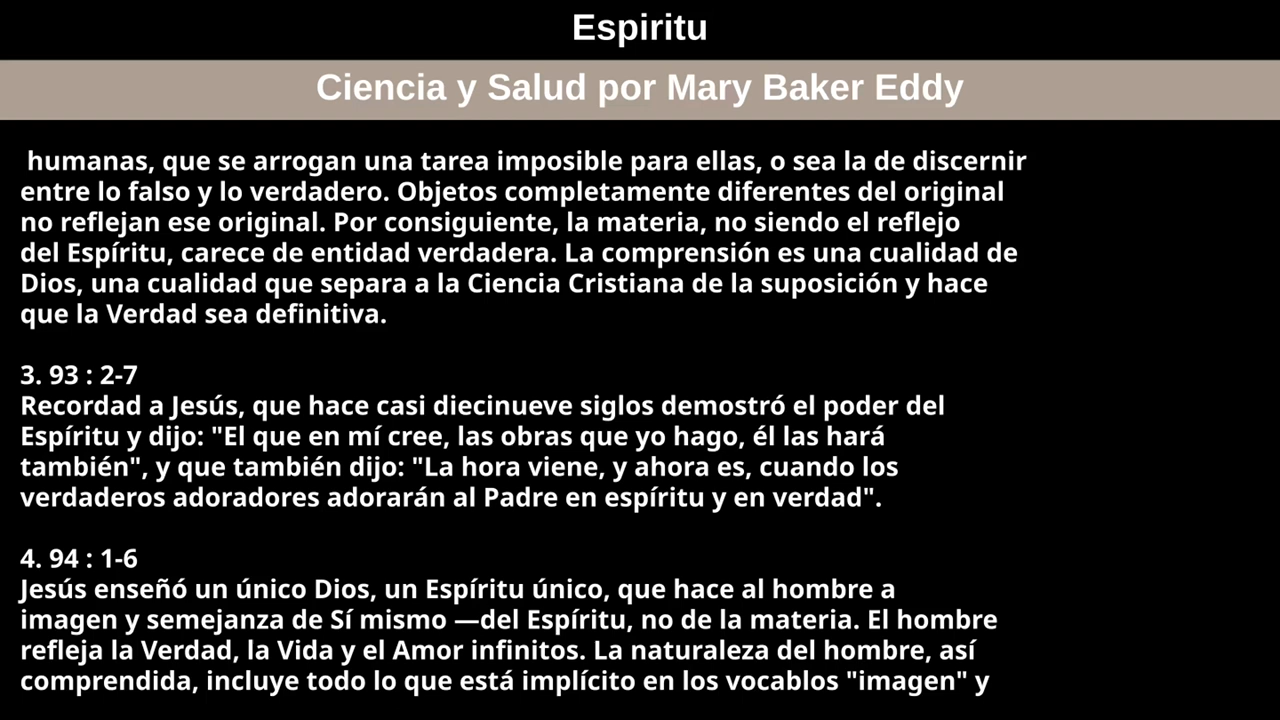 Espiritu
Ciencia y Salud por Mary Baker Eddy
humanas, que se arrogan una tarea imposible para ellas, o sea la de discernir
entre lo falso y lo verdadero. Objetos completamente diferentes del original
no reflejan ese original. Por consiguiente, la materia, no siendo el reflejo
del Espíritu, carece de entidad verdadera. La comprensión es una cualidad de
Dios, una cualidad que separa a la Ciencia Cristiana de la suposición y hace
que la Verdad sea definitiva.
3. 93 : 2-7
Recordad a Jesús, que hace casi diecinueve siglos demostró el poder del
Espíritu y dijo: "El que en mí cree, las obras que yo hago, él las hará
también", y que también dijo: "La hora viene, y ahora es, cuando los
verdaderos adoradores adorarán al Padre en espíritu y en verdad".
4. 94 : 1-6
Jesús enseñó un único Dios, un Espíritu único, que hace al hombre a
imagen y semejanza de Sí mismo —del Espíritu, no de la materia. El hombre
refleja la Verdad, la Vida y el Amor infinitos. La naturaleza del hombre, así
comprendida, incluye todo lo que está implícito en los vocablos "imagen" y